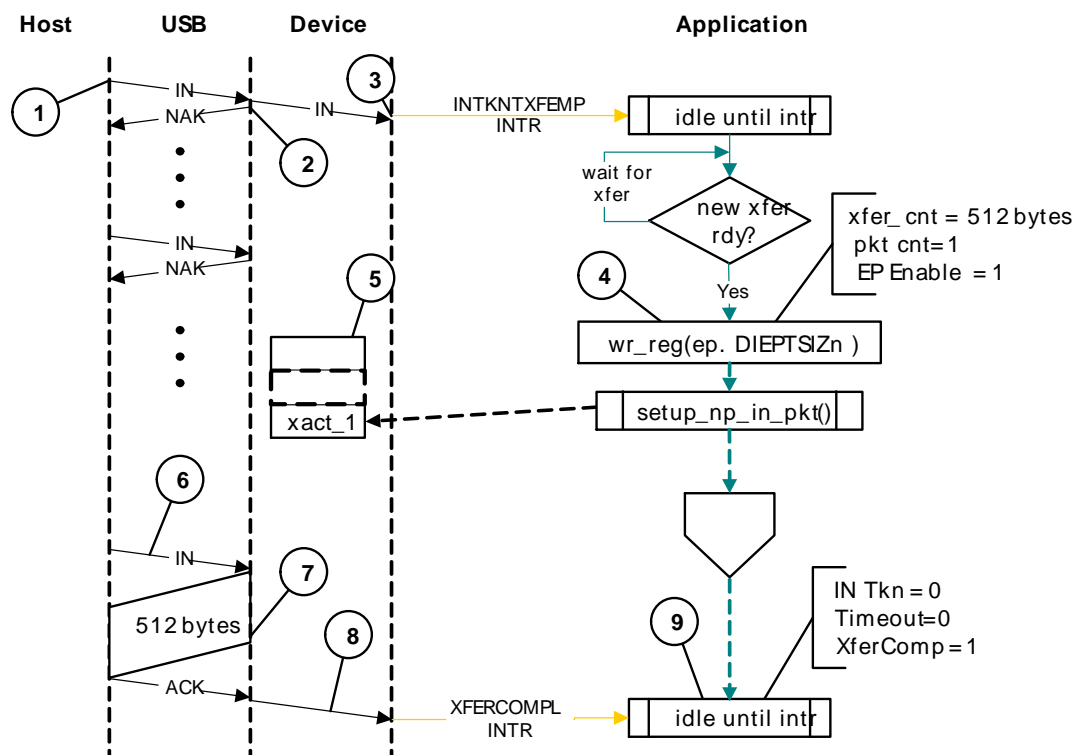 Host USB Device Application
1
IN
NAK
2
IN
3
INTKNTXFEMP
INTR
idle until intr
wait for
xfer
new xfer
rdy?
xfer_cnt = 512 bytes
pkt cnt=1
EP Enable = 1
IN
NAK
5
4
Yes
wr_reg(ep. DIEPTSIZn )
xact_1
setup_np_in_pkt()
6
IN
7
512 bytes
8
ACK
XFERCOMPL
INTR
9
IN Tkn = 0
Timeout=0
XferComp = 1
idle until intr